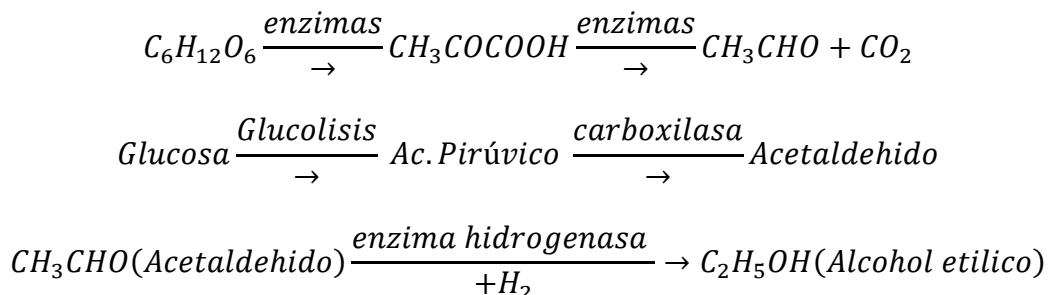 C₆H₁₂O₆ enzimas → CH₃COCOOH enzimas → CH₃CHO + CO₂
Glucosa Glucolisis → Ac. Pirúvico carboxilasa → Acetaldehido
CH₃CHO(Acetaldehido) enzima hidrogenasa +H₂ → C₂H₅OH(Alcohol etilico)